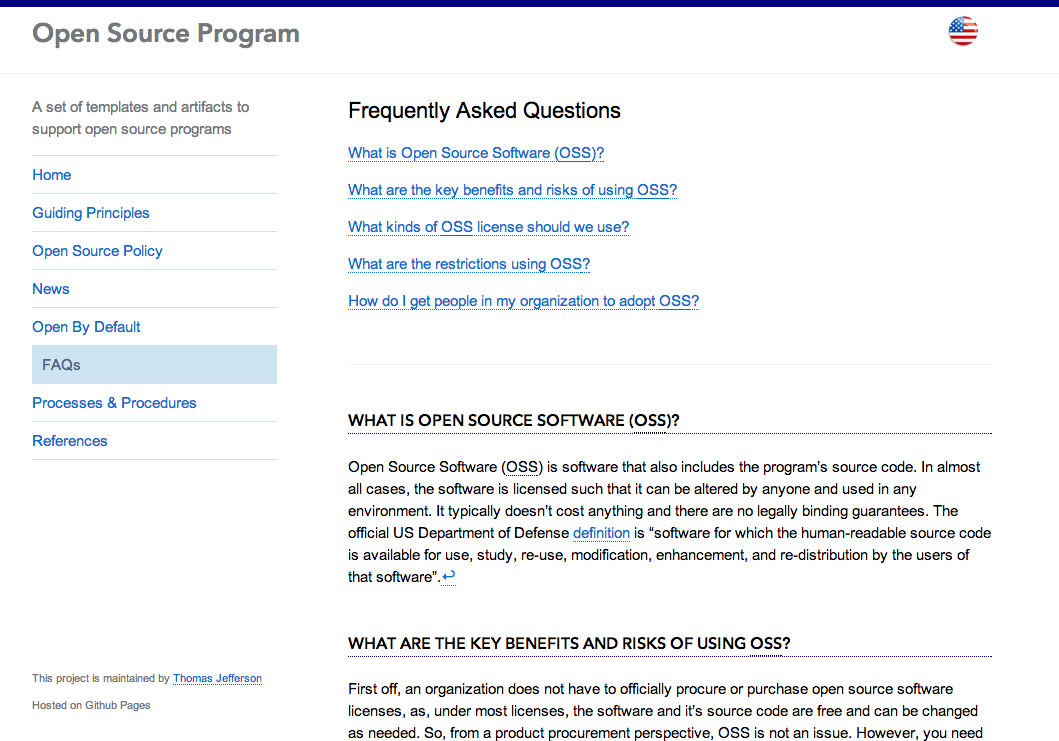 Open Source Program
A set of templates and artifacts to
support open source programs
Home
Guiding Principles
Open Source Policy
News
Open By Default
FAQs
Processes & Procedures
References
This project is maintained by Thomas Jefferson
Hosted on Github Pages
Frequently Asked Questions
What is Open Source Software (OSS)?
What are the key benefits and risks of using OSS?
What kinds of OSS license should we use?
What are the restrictions using OSS?
How do I get people in my organization to adopt OSS?
WHAT IS OPEN SOURCE SOFTWARE (OSS)?
Open Source Software (OSS) is software that also includes the program’s source code. In almost
all cases, the software is licensed such that it can be altered by anyone and used in any
environment. It typically doesn’t cost anything and there are no legally binding guarantees. The
official US Department of Defense definition is “software for which the human-readable source code
is available for use, study, re-use, modification, enhancement, and re-distribution by the users of
that software”.↩
WHAT ARE THE KEY BENEFITS AND RISKS OF USING OSS?
First off, an organization does not have to officially procure or purchase open source software
licenses, as, under most licenses, the software and it’s source code are free and can be changed
as needed. So, from a product procurement perspective, OSS is not an issue. However, you need